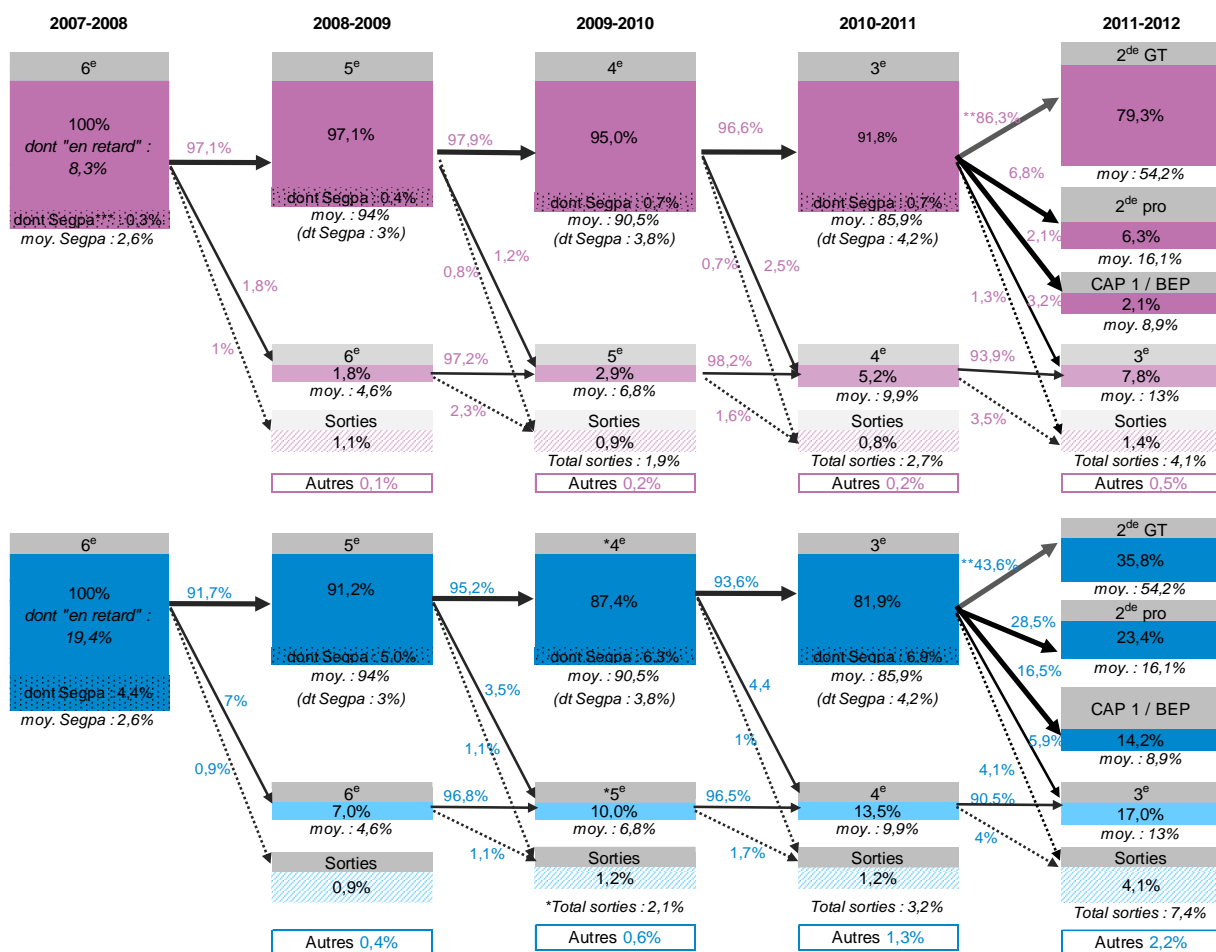 2007-2008 2008-2009 2009-2010 2010-2011 2011-2012
6e 5e 4e 3e 2de GT
100%
dont "en retard" :
8,3%
97,1%
97,1%
97,9%
95,0%
96,6%
91,8%
**86,3%
79,3%
moy : 54,2%
6,8%
2de pro
6,3%
moy. 16,1%
2,1%
CAP 1 / BEP
2,1%
moy. 8,9%
dont Segpa*** : 0,3%
moy. Segpa : 2,6%
dont Segpa : 0,4%
moy. : 94%
(dt Segpa : 3%)
dont Segpa : 0,7%
moy. : 90,5%
(dt Segpa : 3,8%)
dont Segpa : 0,7%
moy. : 85,9%
(dt Segpa : 4,2%)
1,8%
1%
1,2%
0,8%
2,5%
0,7%
1,3%
3,2%
6e
1,8%
moy. : 4,6%
97,2%
2,3%
5e
2,9%
moy. : 6,8%
98,2%
1,6%
4e
5,2%
moy. : 9,9%
93,9%
3,5%
3e
7,8%
moy. : 13%
Sorties
1,1%
Sorties
0,9%
Total sorties : 1,9%
Sorties
0,8%
Total sorties : 2,7%
Sorties
1,4%
Total sorties : 4,1%
Autres 0,1%
Autres 0,2%
Autres 0,2%
Autres 0,5%
6e 5e *4e 3e 2de GT
100%
dont "en retard" :
19,4%
91,7%
91,2%
95,2%
87,4%
93,6%
81,9%
**43,6%
35,8%
moy. : 54,2%
28,5%
2de pro
23,4%
moy. : 16,1%
16,5%
CAP 1 / BEP
14,2%
moy. : 8,9%
dont Segpa : 4,4%
moy. Segpa : 2,6%
dont Segpa : 5,0%
moy. : 94%
(dt Segpa : 3%)
dont Segpa : 6,3%
moy. : 90,5%
(dt Segpa : 3,8%)
dont Segpa : 6,9%
moy. : 85,9%
(dt Segpa : 4,2%)
7%
0,9%
3,5%
1,1%
4,4
1%
5,9%
4,1%
6e
7,0%
moy. : 4,6%
96,8%
1,1%
*5e
10,0%
moy. : 6,8%
96,5%
1,7%
4e
13,5%
moy. : 9,9%
90,5%
4%
3e
17,0%
moy. : 13%
Sorties
0,9%
Sorties
1,2%
*Total sorties : 2,1%
Sorties
1,2%
Total sorties : 3,2%
Sorties
4,1%
Total sorties : 7,4%
Autres 0,4%
Autres 0,6%
Autres 1,3%
Autres 2,2%